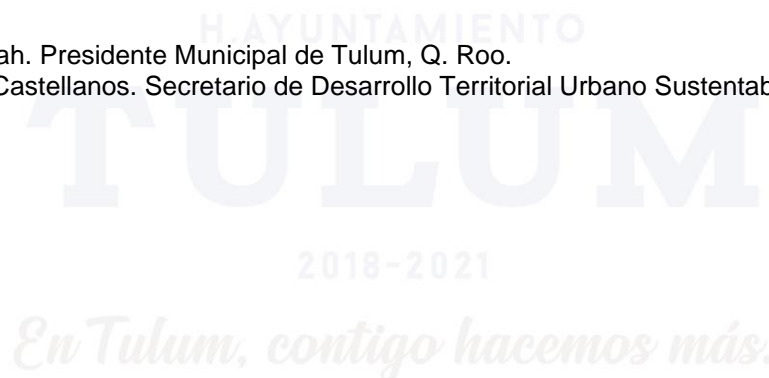 H.AYUNTAMIENTO
ah. Presidente Municipal de Tulum, Q. Roo.
Castellanos. Secretario de Desarrollo Territorial Urbano Sustentab
TULUM
2018-2021
En Tulum, contigo hacemos más.